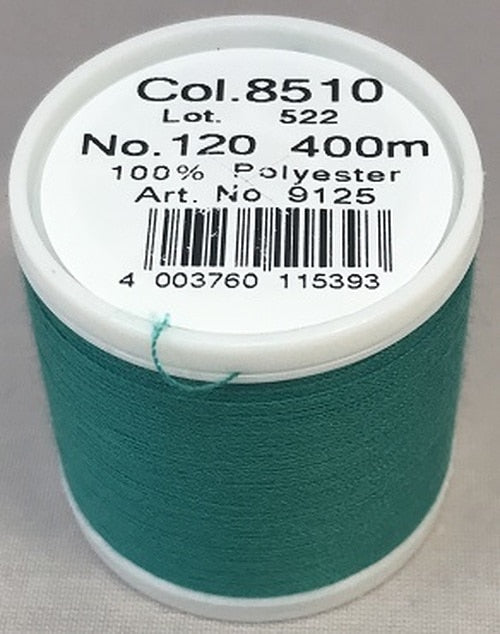 Col.8510
Lot. 522
No.120 400m
100% Polyester
Art. No 9125
4 003760 115393